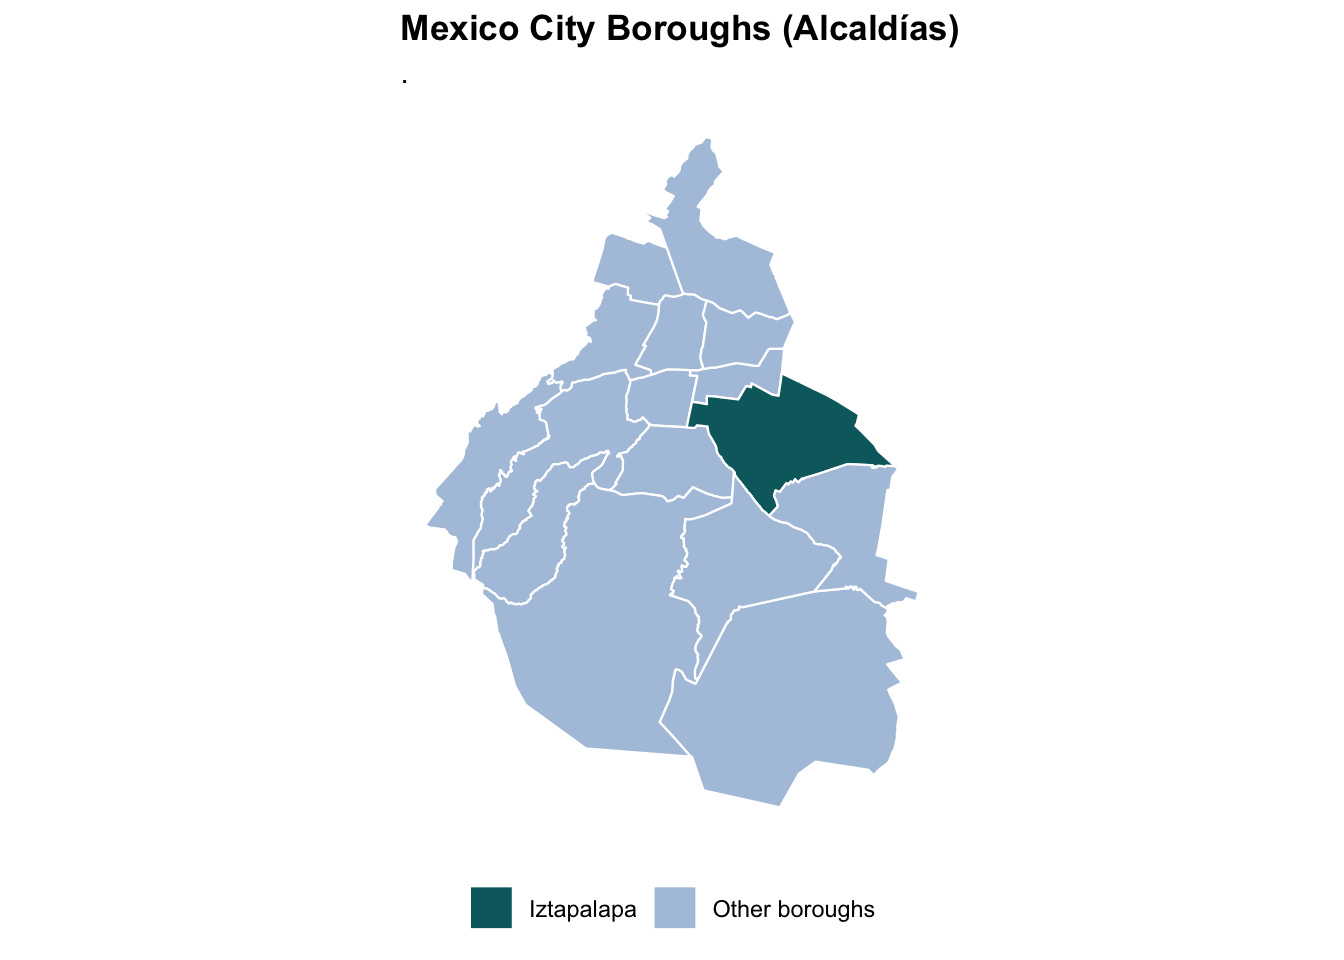 Mexico City Boroughs (Alcaldías)
.
Iztapalapa
Other boroughs